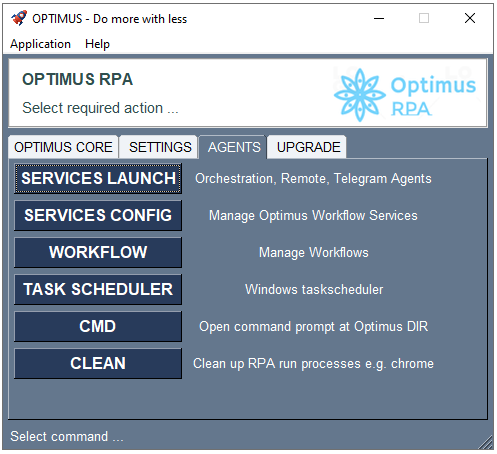 OPTIMUS - Do more with less
Application Help
OPTIMUS RPA
Select required action ...
Optimus
RPA
OPTIMUS CORE SETTINGS AGENTS UPGRADE
SERVICES LAUNCH Orchestration, Remote, Telegram Agents
SERVICES CONFIG Manage Optimus Workflow Services
WORKFLOW Manage Workflows
TASK SCHEDULER Windows taskscheduler
CMD Open command prompt at Optimus DIR
CLEAN Clean up RPA run processes e.g. chrome
Select command ...